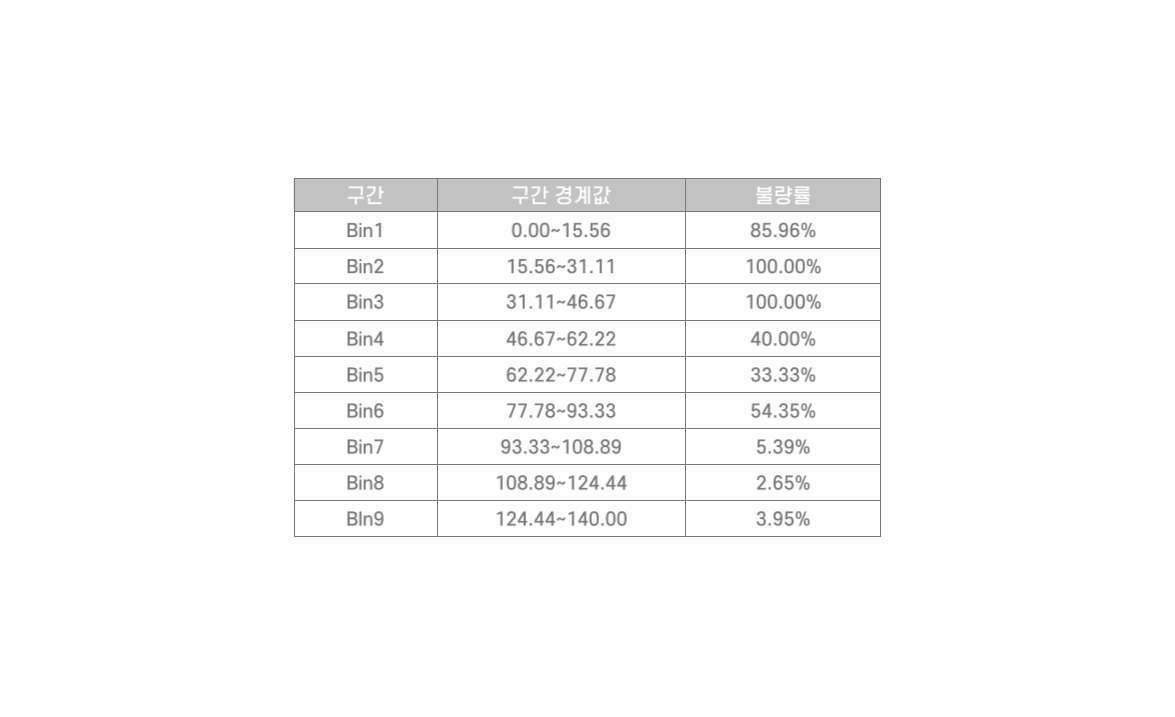 구간 구간 경계값 불량률
Bin1 0.00~15.56 85.96%
Bin2 15.56~31.11 100.00%
Bin3 31.11~46.67 100.00%
Bin4 46.67~62.22 40.00%
Bin5 62.22~77.78 33.33%
Bin6 77.78~93.33 54.35%
Bin7 93.33~108.89 5.39%
Bin8 108.89~124.44 2.65%
BIn9 124.44~140.00 3.95%